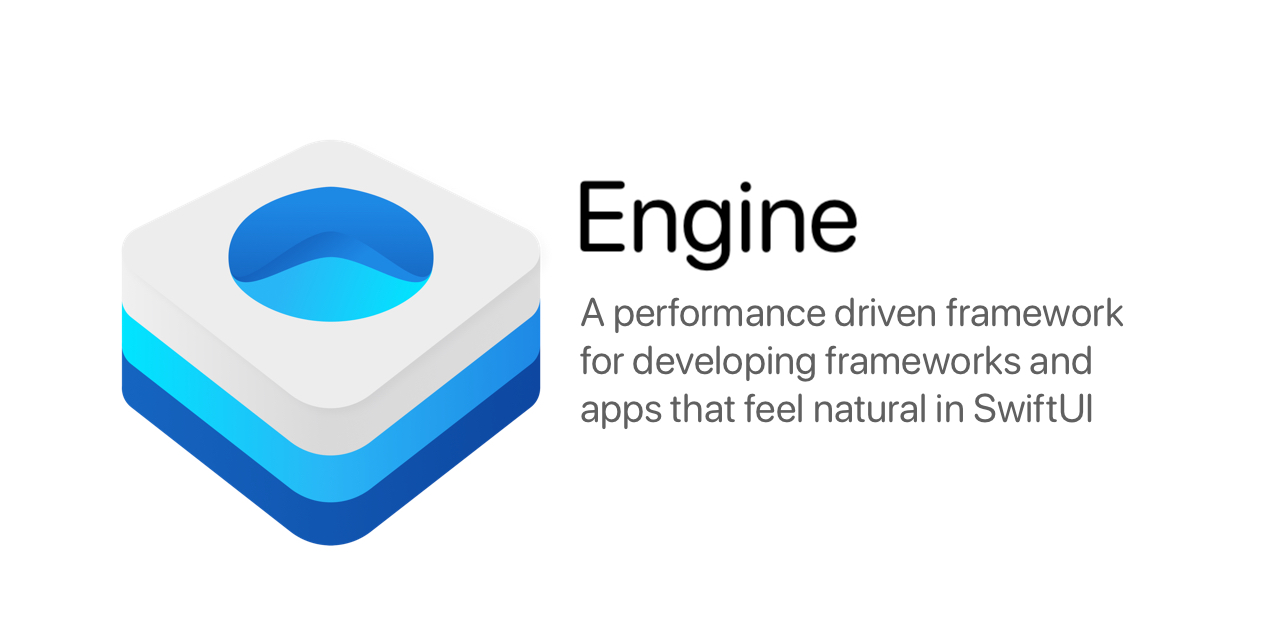 Engine
A performance driven framework
for developing frameworks and
apps that feel natural in SwiftUI